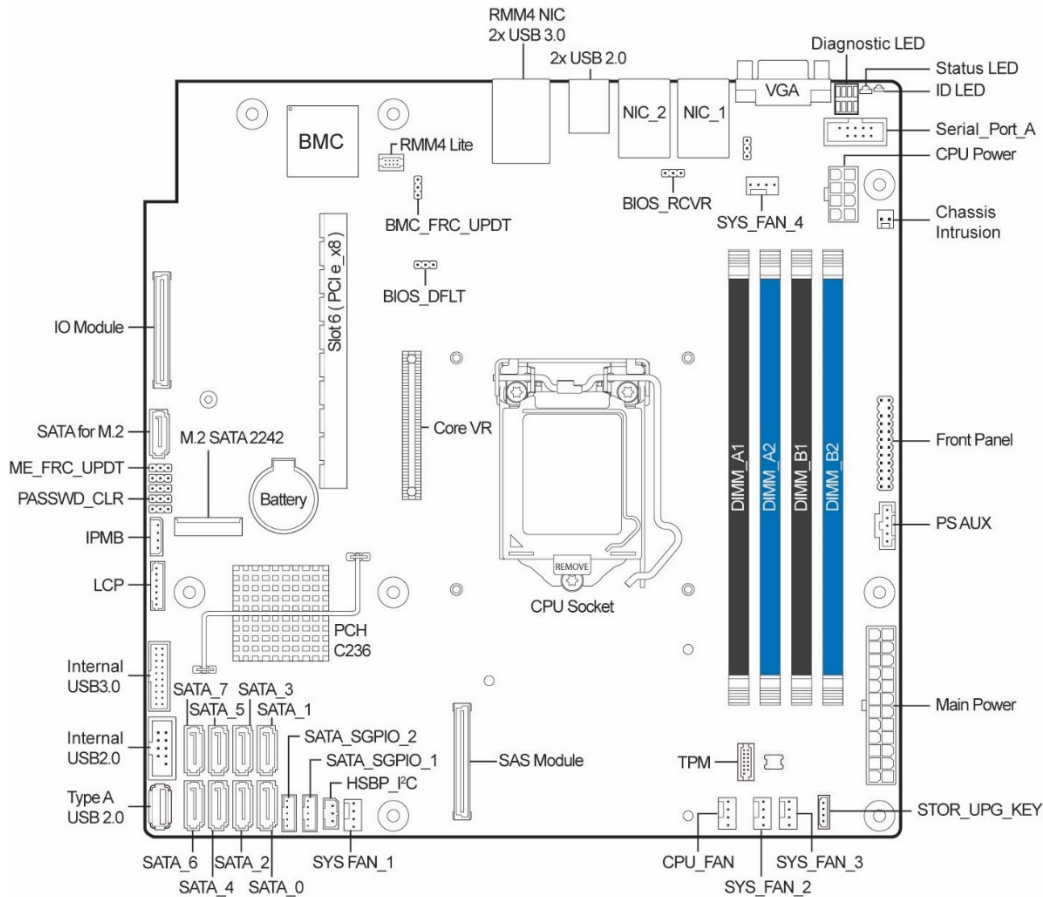 RMM4 NIC
2x USB 3.0
2x USB 2.0
Diagnostic LED
Status LED
ID LED
VGA
NIC_2
NIC_1
Serial_Port_A
BMC
RMM4 Lite
CPU Power
BIOS_RCVR
BMC_FRC_UPDT
SYS_FAN_4
Chassis
Intrusion
BIOS_DFLT
Slot 6 ( PCI e_x8 )
IO Module
Core VR
SATA for M.2
M.2 SATA 2242
Front Panel
ME_FRC_UPDT
PASSWD_CLR
Battery
DIMM_A1
DIMM_A2
DIMM_B1
DIMM_B2
IPMB
PS AUX
REMOVE
LCP
CPU Socket
PCH
C236
Internal
USB3.0
SATA_7
SATA_3
SATA_5
SATA_1
Main Power
Internal
USB2.0
SATA_SGPIO_2
SATA_SGPIO_1
HSBP_I²C
SAS Module
TPM
Type A
USB 2.0
STOR_UPG_KEY
SATA_6
SATA_2
SYS FAN_1
CPU_FAN
SYS_FAN_3
SATA_4
SATA_0
SYS_FAN_2